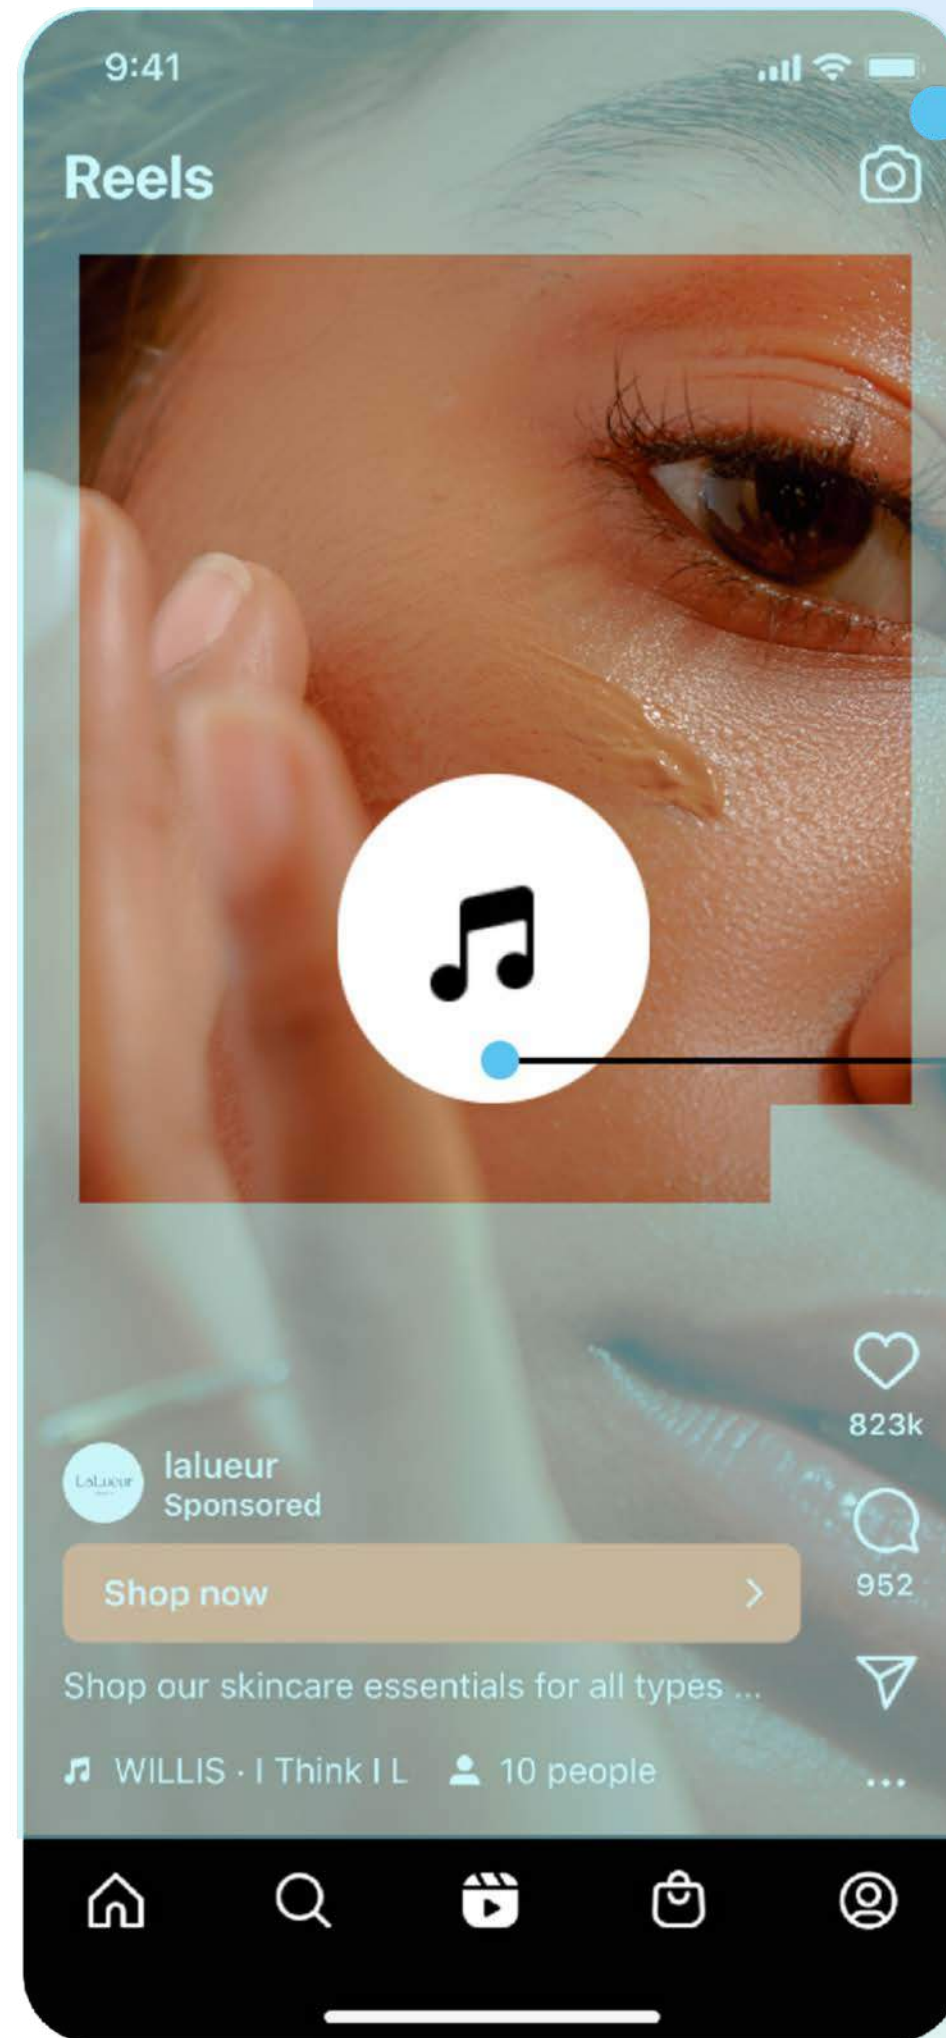 9:41
Reels
LaLueur
lalueur
Sponsored
Shop now
Shop our skincare essentials for all types ...
WILLIS · I Think I L
10 people
823k
952